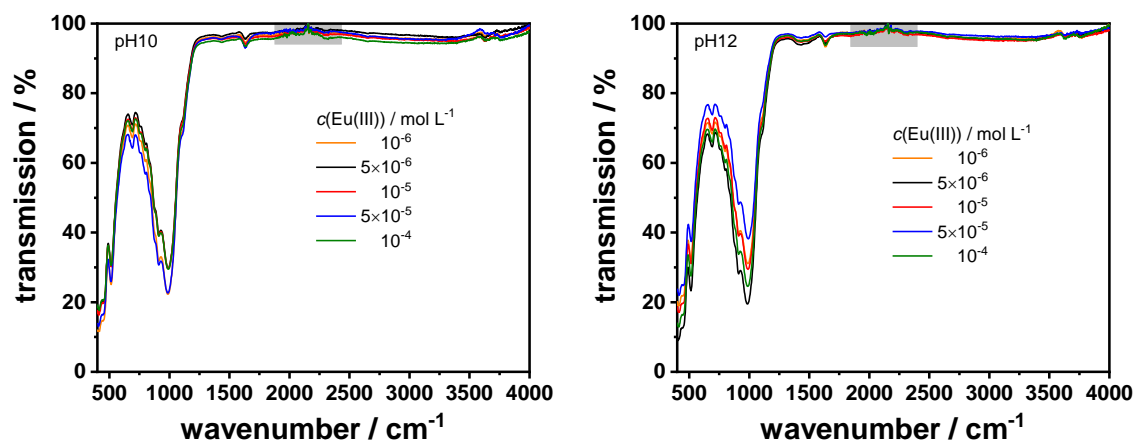 100
80
60
40
20
0
transmission / %
pH10
c(Eu(III)) / mol L⁻¹
10⁻⁶
5×10⁻⁶
10⁻⁵
5×10⁻⁵
10⁻⁴
500 1000 1500 2000 2500 3000 3500 4000
wavenumber / cm⁻¹
100
80
60
40
20
0
transmission / %
pH12
c(Eu(III)) / mol L⁻¹
10⁻⁶
5×10⁻⁶
10⁻⁵
5×10⁻⁵
10⁻⁴
500 1000 1500 2000 2500 3000 3500 4000
wavenumber / cm⁻¹